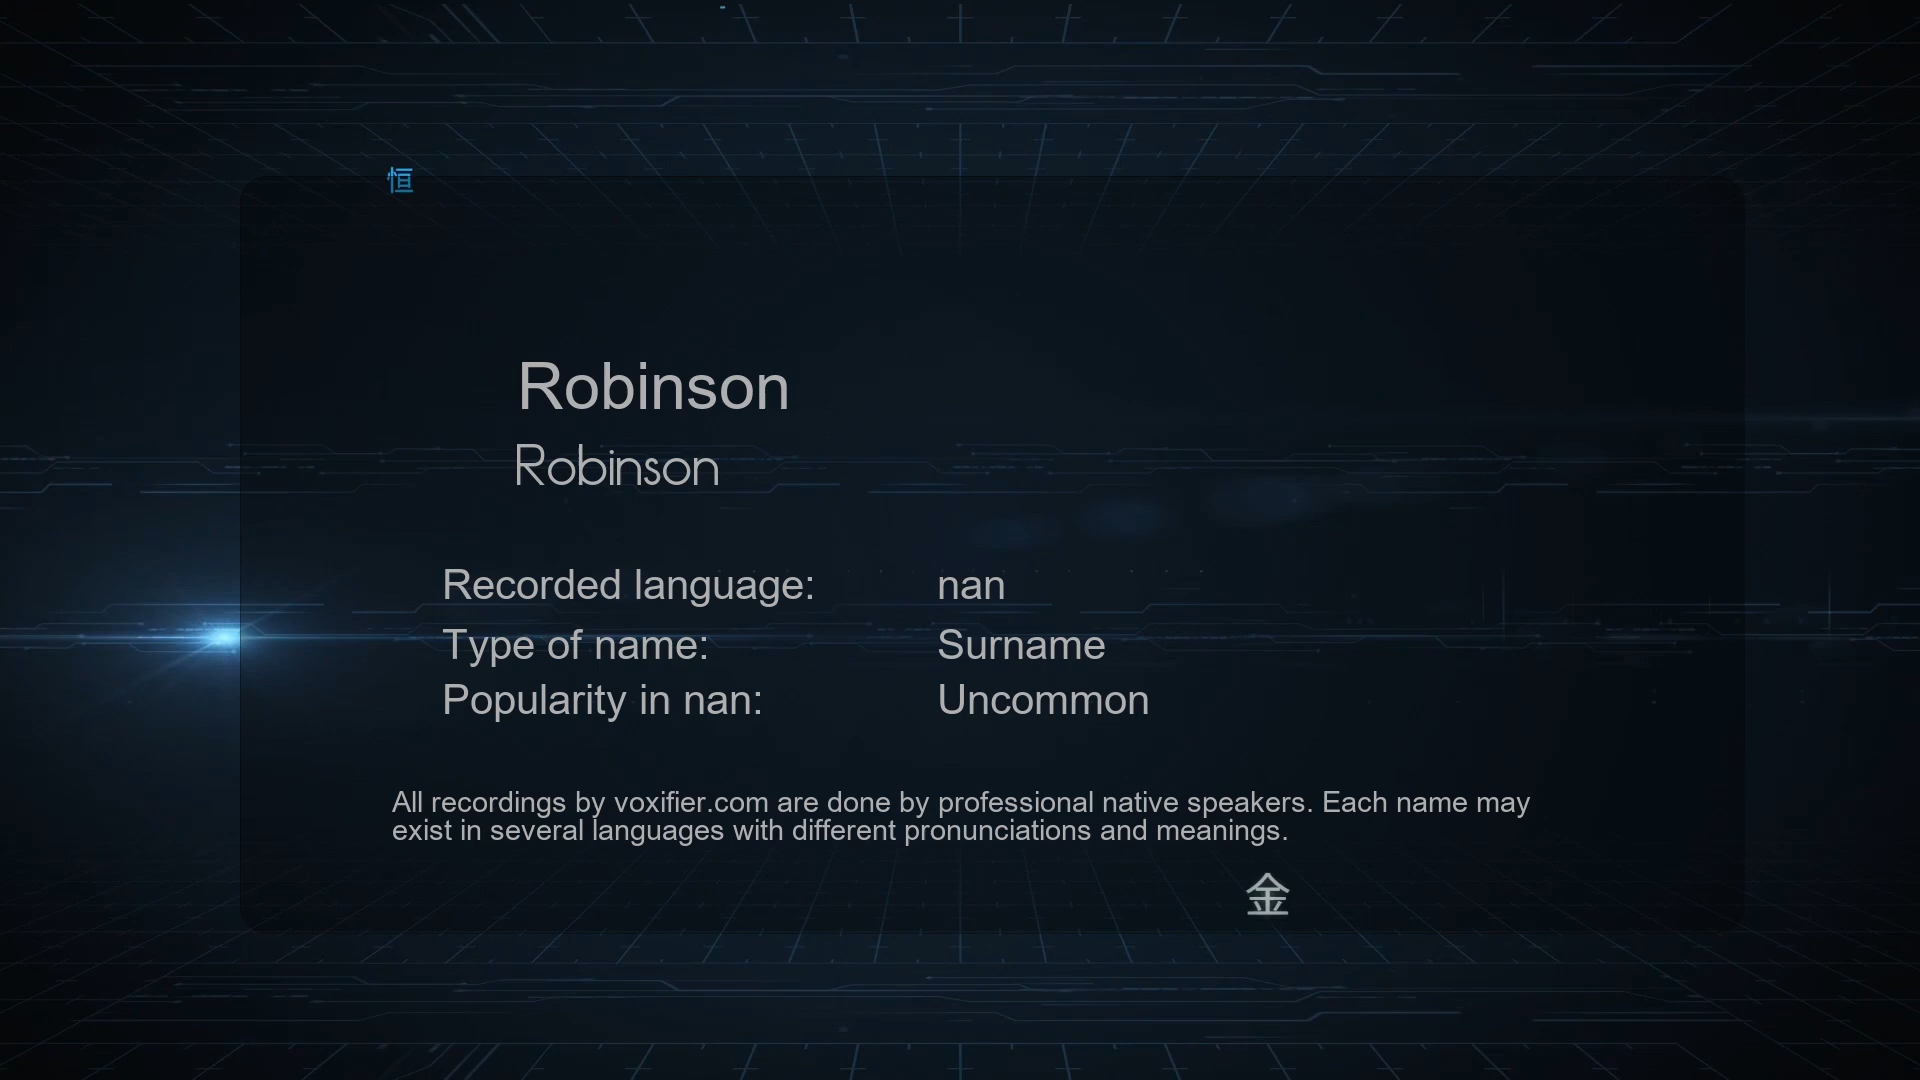 恒
Robinson
Robinson
Recorded language: nan
Type of name: Surname
Popularity in nan: Uncommon
All recordings by voxifier.com are done by professional native speakers. Each name may
exist in several languages with different pronunciations and meanings.
金